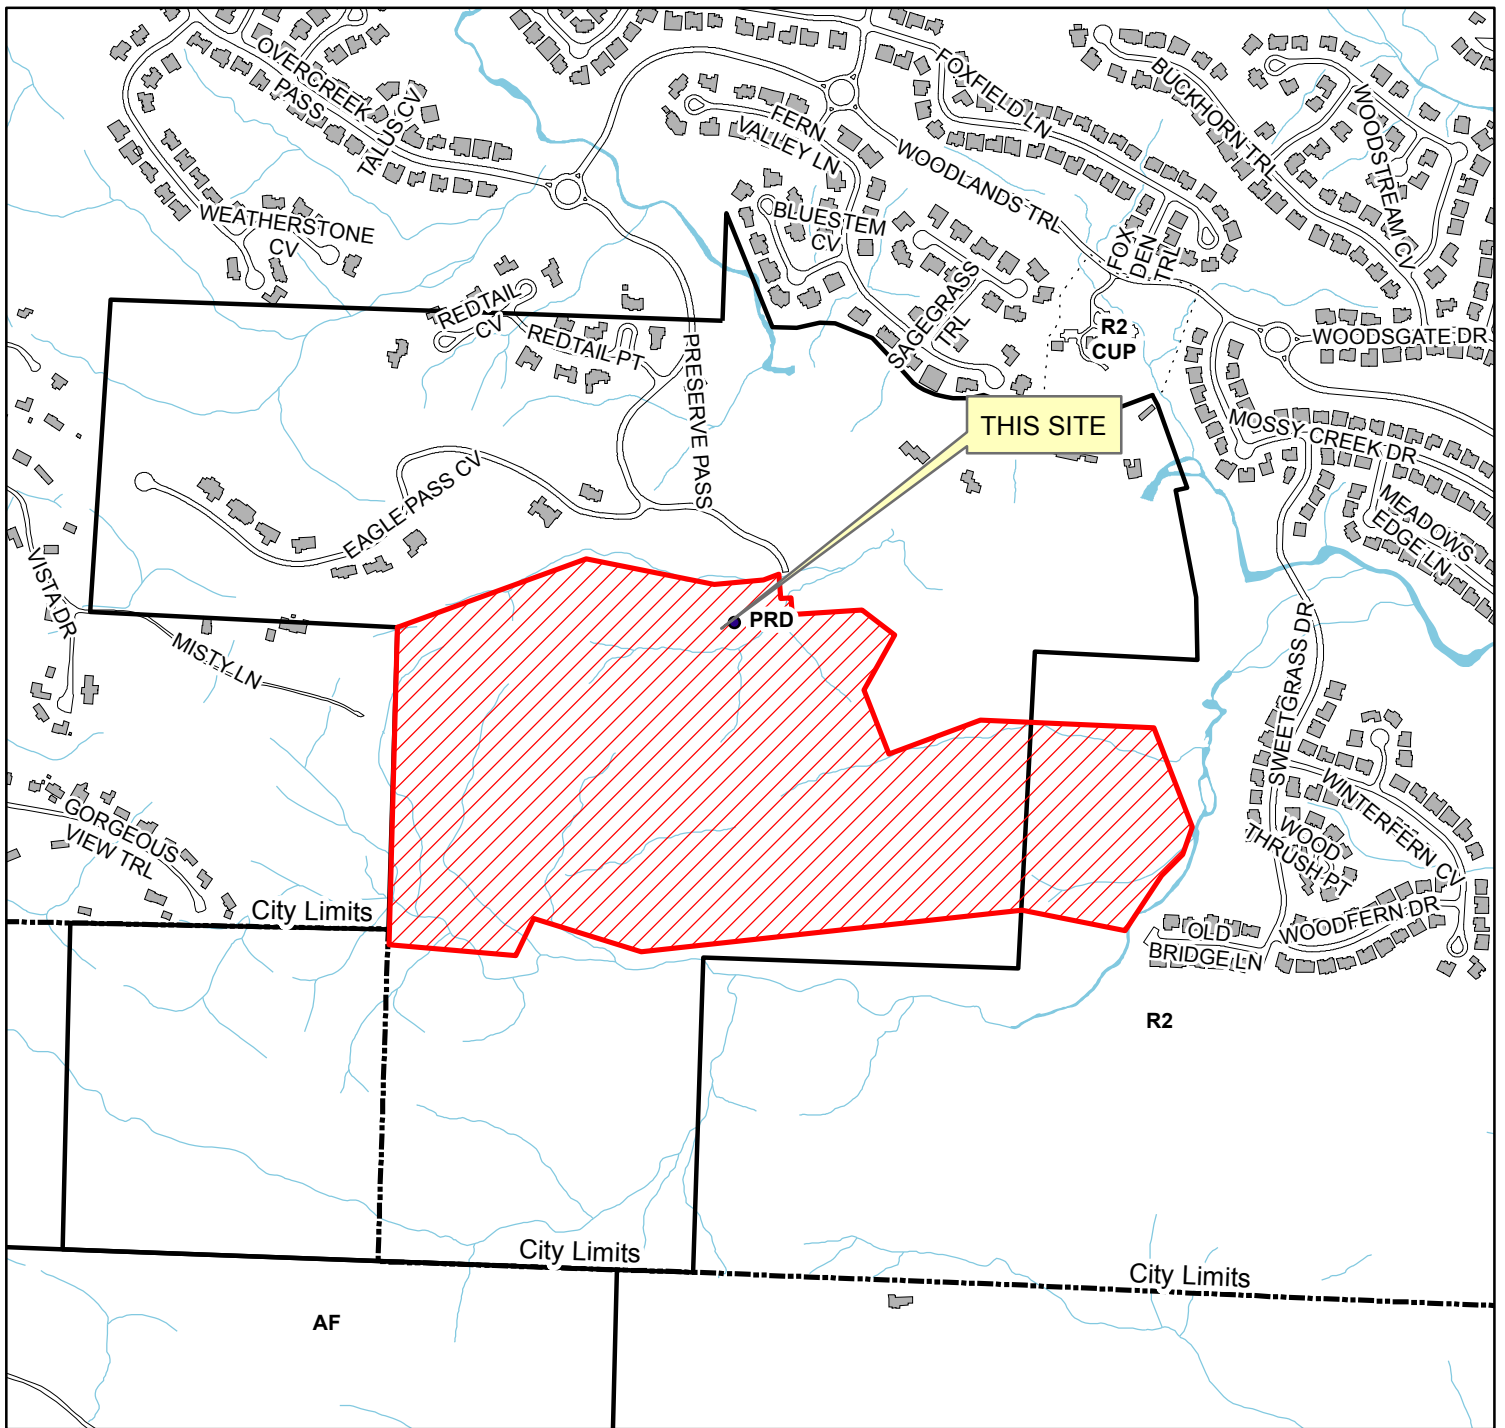 OVERCREEK
PASS
TALUS CV
WEATHERSTONE
CV
FERN
VALLEY LN
FOXFIELD LN
WOODLANDS TRL
BUCKHORN TRL
WOODSTREAM CV
BLUESTEM
CV
FOX
DEN
TRL
SAGEGRASS
TRL
REDTAIL
CV
REDTAIL PT
PRESERVE PASS
R2
CUP
WOODSGATE DR
THIS SITE
MOSSY CREEK DR
MEADOWS
EDGE LN
EAGLE PASS CV
VISTA DR
MISTY LN
PRD
SWEETGRASS DR
GORGEOUS
VIEW TRL
WINTERFERN CV
WOOD
THRUSH PT
City Limits
OLD
BRIDGE LN
WOODFERN DR
R2
City Limits
City Limits
AF